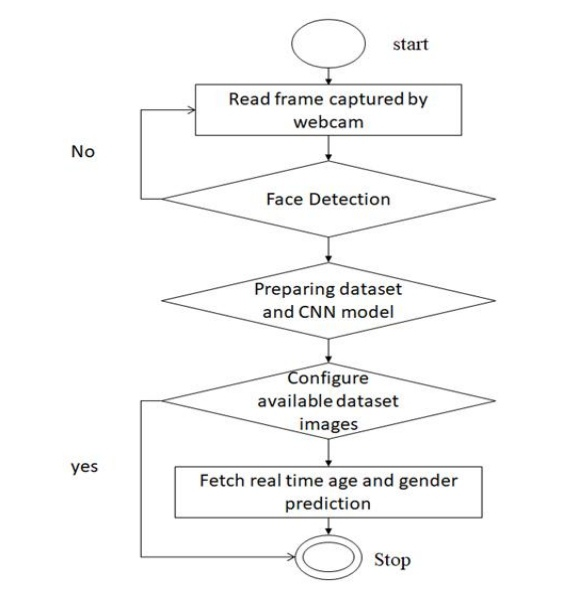 start
Read frame captured by
webcam
No
Face Detection
Preparing dataset
and CNN model
Configure
available dataset
images
yes
Fetch real time age and gender
prediction
Stop